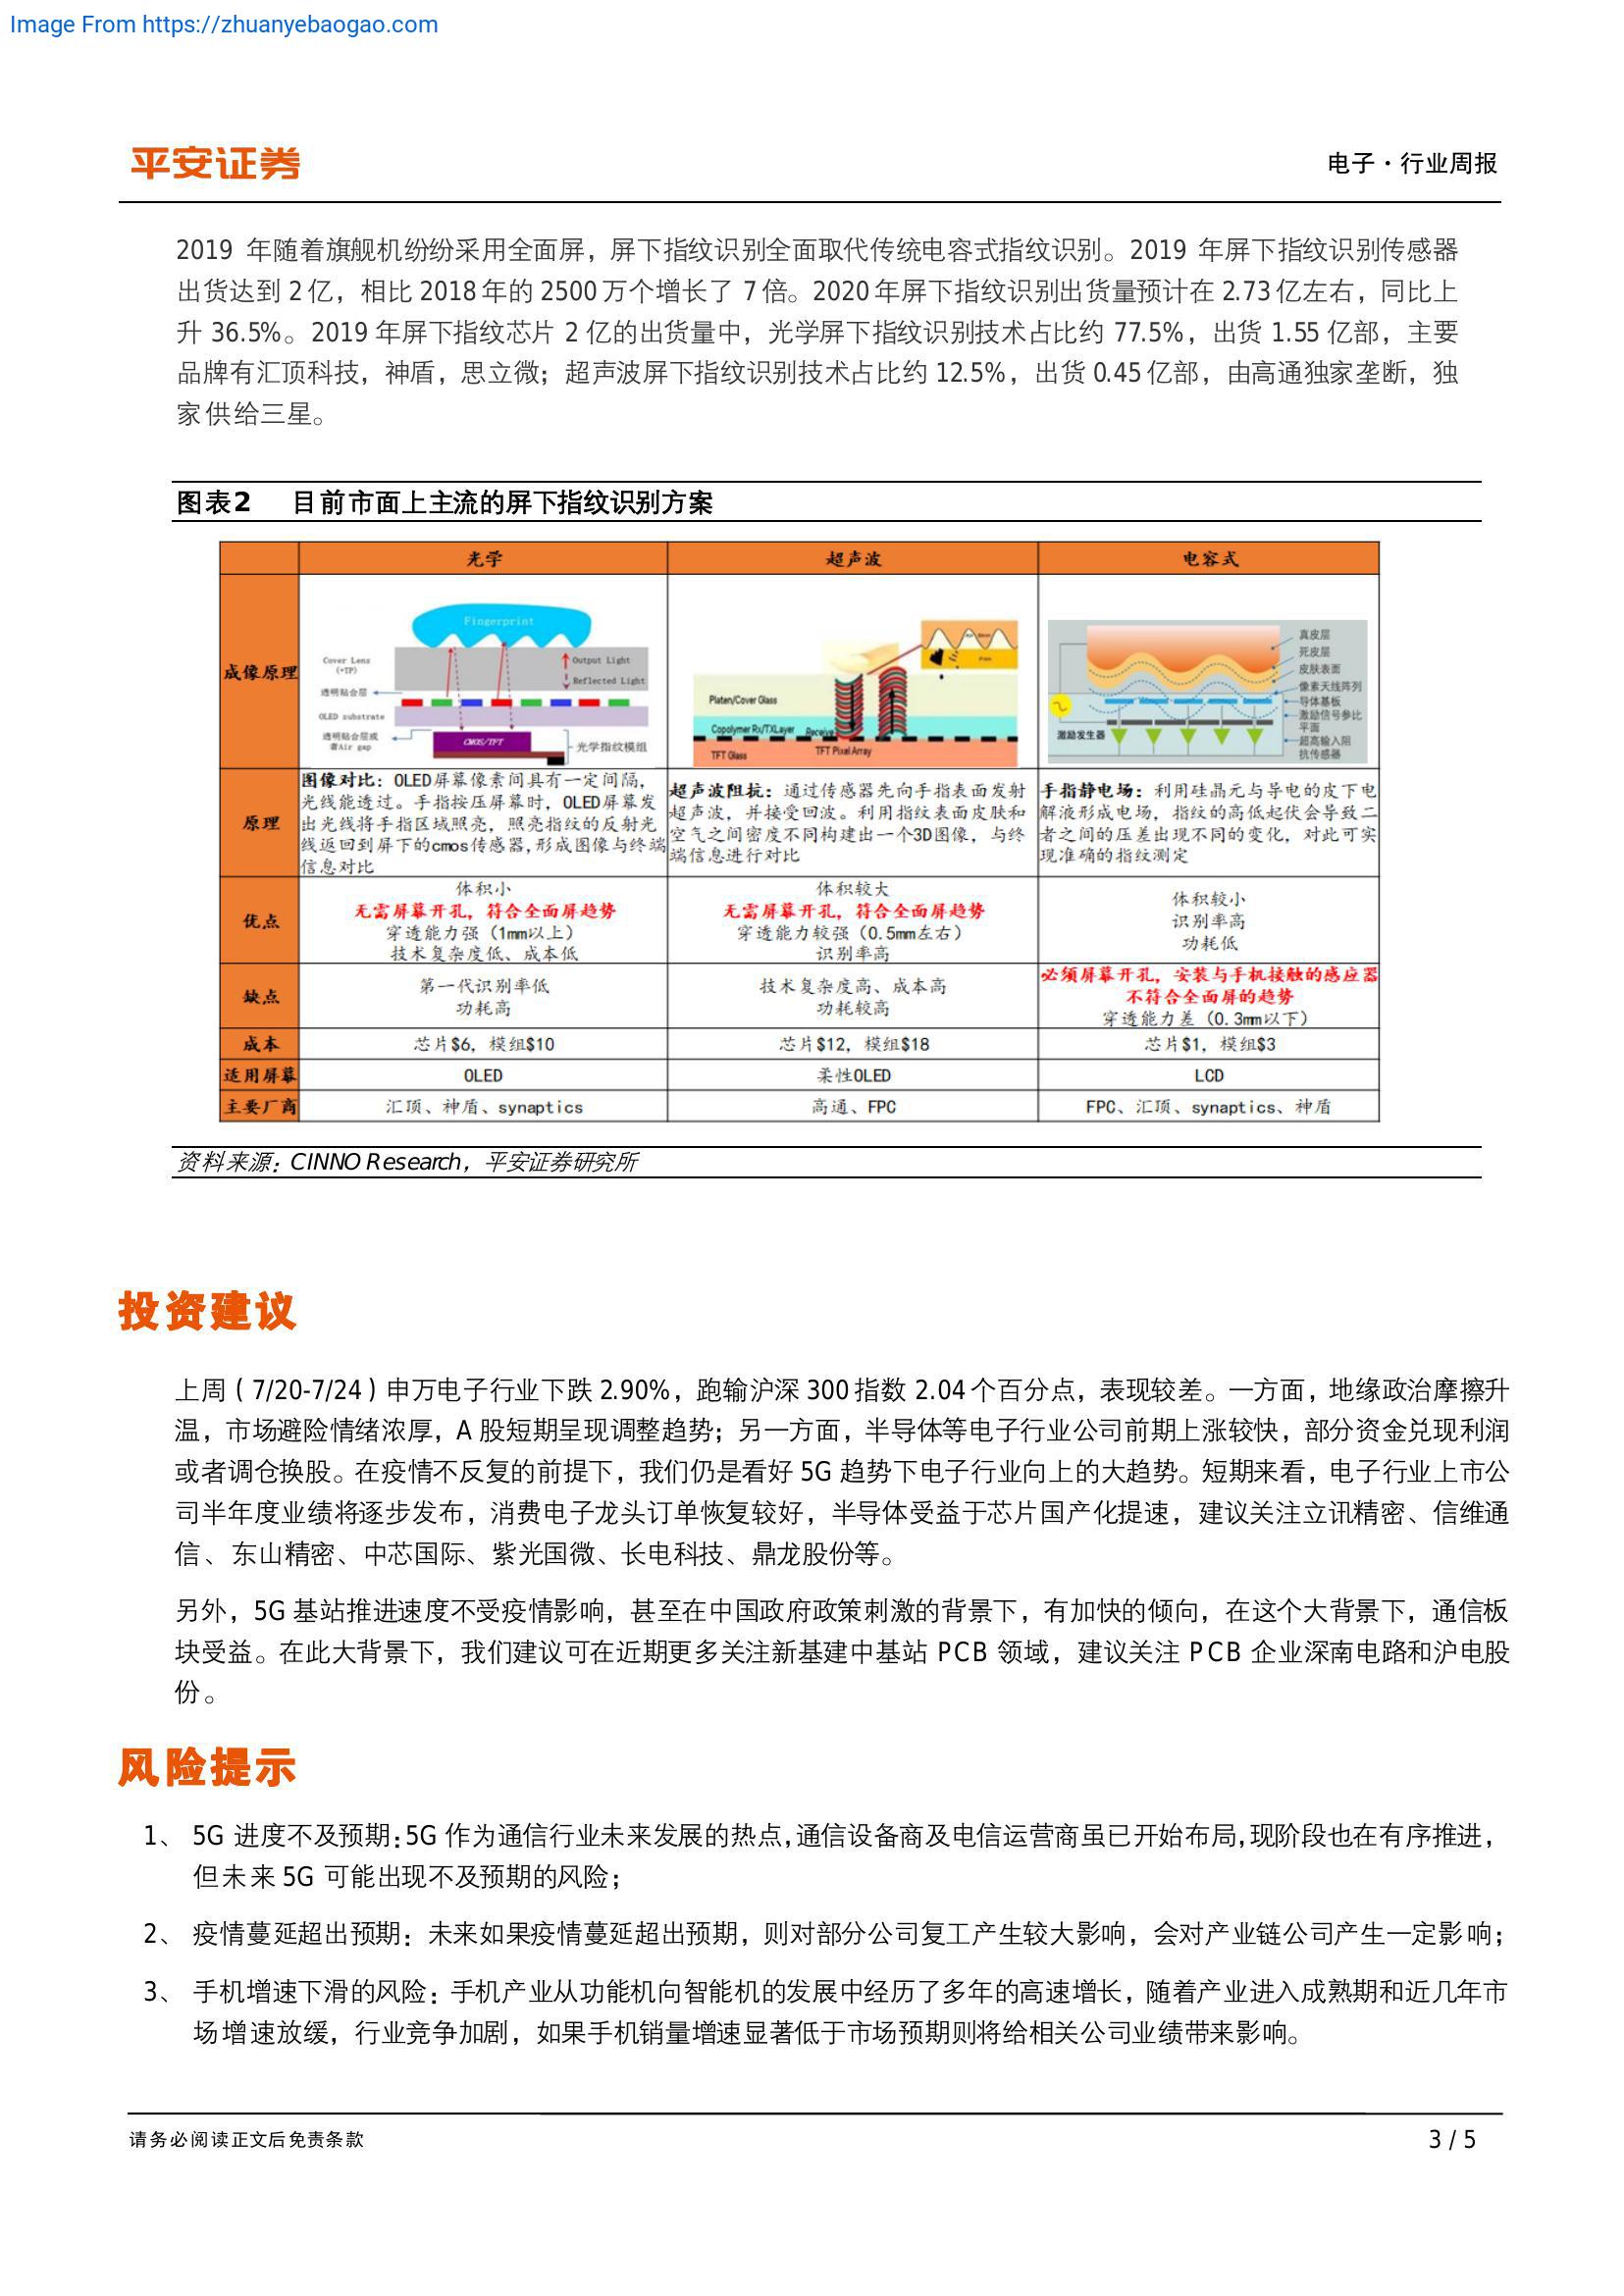 Image From https://zhuanyebaogao.com
平安证券
电子·行业周报
2019 年随着旗舰机纷纷采用全面屏，屏下指纹识别全面取代传统电容式指纹识别。2019 年屏下指纹识别传感器
出货达到 2 亿，相比 2018 年的 2500 万个增长了 7 倍。2020 年屏下指纹识别出货量预计在 2.73 亿左右，同比上
升 36.5%。2019 年屏下指纹芯片 2 亿的出货量中，光学屏下指纹识别技术占比约 77.5%，出货 1.55 亿部，主要
品牌有汇顶科技，神盾，思立微；超声波屏下指纹识别技术占比约 12.5%，出货 0.45 亿部，由高通独家垄断，独
家供给三星。
图表2 目前市面上主流的屏下指纹识别方案
光学 超声波 电容式
成像原理
Fingerprint
Cover Lens
(+TP)
Output Light
Reflected Light
透明贴合层
OLED substrate
透明贴合层或
者Air gap
CMOS/TFT
光学指纹模组
Platen/Cover Glass
Copolymer Rx/TXLayer
Receive
TFT Glass
TFT Pixel Array
真皮层
死皮层
皮肤表面
像素天线阵列
导体基板
激励信号参比
平面
超高输入阻
抗传感器
激励发生器
原理
图像对比：OLED屏幕像素间具有一定间隔，
光线能透过。手指按压屏幕时，OLED屏幕发
出光线将手指区域照亮，照亮指纹的反射光
线返回到屏下的cmos传感器,形成图像与终端
信息对比
超声波阻抗：通过传感器先向手指表面发射
超声波，并接受回波。利用指纹表面皮肤和
空气之间密度不同构建出一个3D图像，与终
端信息进行对比
手指静电场：利用硅晶元与导电的皮下电
解液形成电场，指纹的高低起伏会导致二
者之间的压差出现不同的变化，对此可实
现准确的指纹测定
优点
体积小
无需屏幕开孔，符合全面屏趋势
穿透能力强（1mm以上）
技术复杂度低、成本低
体积较大
无需屏幕开孔，符合全面屏趋势
穿透能力较强（0.5mm左右）
识别率高
体积较小
识别率高
功耗低
缺点
第一代识别率低
功耗高
技术复杂度高、成本高
功耗较高
必须屏幕开孔，安装与手机接触的感应器
不符合全面屏的趋势
穿透能力差（0.3mm以下）
成本 芯片$6，模组$10 芯片$12，模组$18 芯片$1，模组$3
适用屏幕 OLED 柔性OLED LCD
主要厂商 汇顶、神盾、synaptics 高通、FPC FPC、汇顶、synaptics、神盾
资料来源：CINNO Research，平安证券研究所
投资建议
上周（7/20-7/24）申万电子行业下跌 2.90%，跑输沪深 300 指数 2.04 个百分点，表现较差。一方面，地缘政治摩擦升
温，市场避险情绪浓厚，A 股短期呈现调整趋势；另一方面，半导体等电子行业公司前期上涨较快，部分资金兑现利润
或者调仓换股。在疫情不反复的前提下，我们仍是看好 5G 趋势下电子行业向上的大趋势。短期来看，电子行业上市公
司半年度业绩将逐步发布，消费电子龙头订单恢复较好，半导体受益于芯片国产化提速，建议关注立讯精密、信维通
信、东山精密、中芯国际、紫光国微、长电科技、鼎龙股份等。
另外，5G 基站推进速度不受疫情影响，甚至在中国政府政策刺激的背景下，有加快的倾向，在这个大背景下，通信板
块受益。在此大背景下，我们建议可在近期更多关注新基建中基站 PCB 领域，建议关注 PCB 企业深南电路和沪电股
份。
风险提示
1、 5G 进度不及预期：5G 作为通信行业未来发展的热点，通信设备商及电信运营商虽已开始布局，现阶段也在有序推进，
但未来 5G 可能出现不及预期的风险；
2、 疫情蔓延超出预期：未来如果疫情蔓延超出预期，则对部分公司复工产生较大影响，会对产业链公司产生一定影响；
3、 手机增速下滑的风险：手机产业从功能机向智能机的发展中经历了多年的高速增长，随着产业进入成熟期和近几年市
场增速放缓，行业竞争加剧，如果手机销量增速显著低于市场预期则将给相关公司业绩带来影响。
请务必阅读正文后免责条款
3 / 5